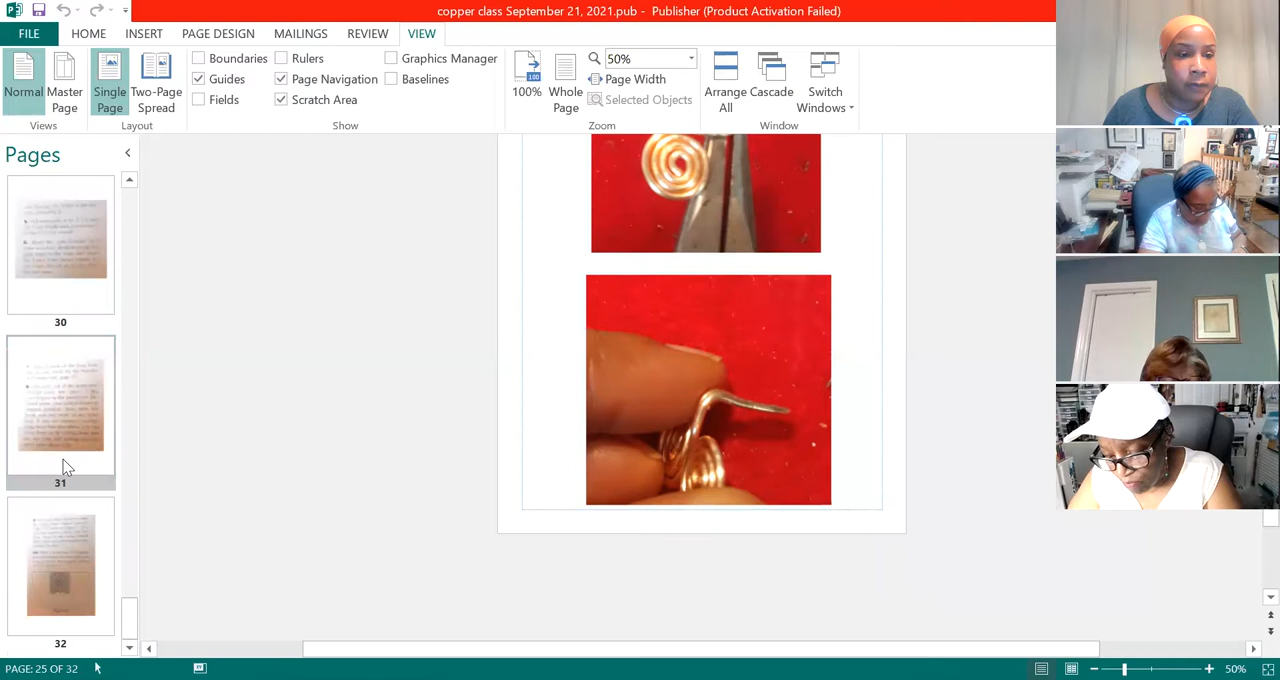 copper class September 21, 2021.pub - Publisher (Product Activation Failed)
FILE HOME INSERT PAGE DESIGN MAILINGS REVIEW VIEW
Normal
Master Page
Single Page
Two-Page Spread
Boundaries
Rulers
Graphics Manager
Guides
Page Navigation
Baselines
Fields
Scratch Area
100%
Whole Page
50%
Page Width
Selected Objects
Arrange All
Cascade
Switch Windows
Views
Layout
Show
Zoom
Window
Pages
30
31
32
PAGE: 25 OF 32
50%